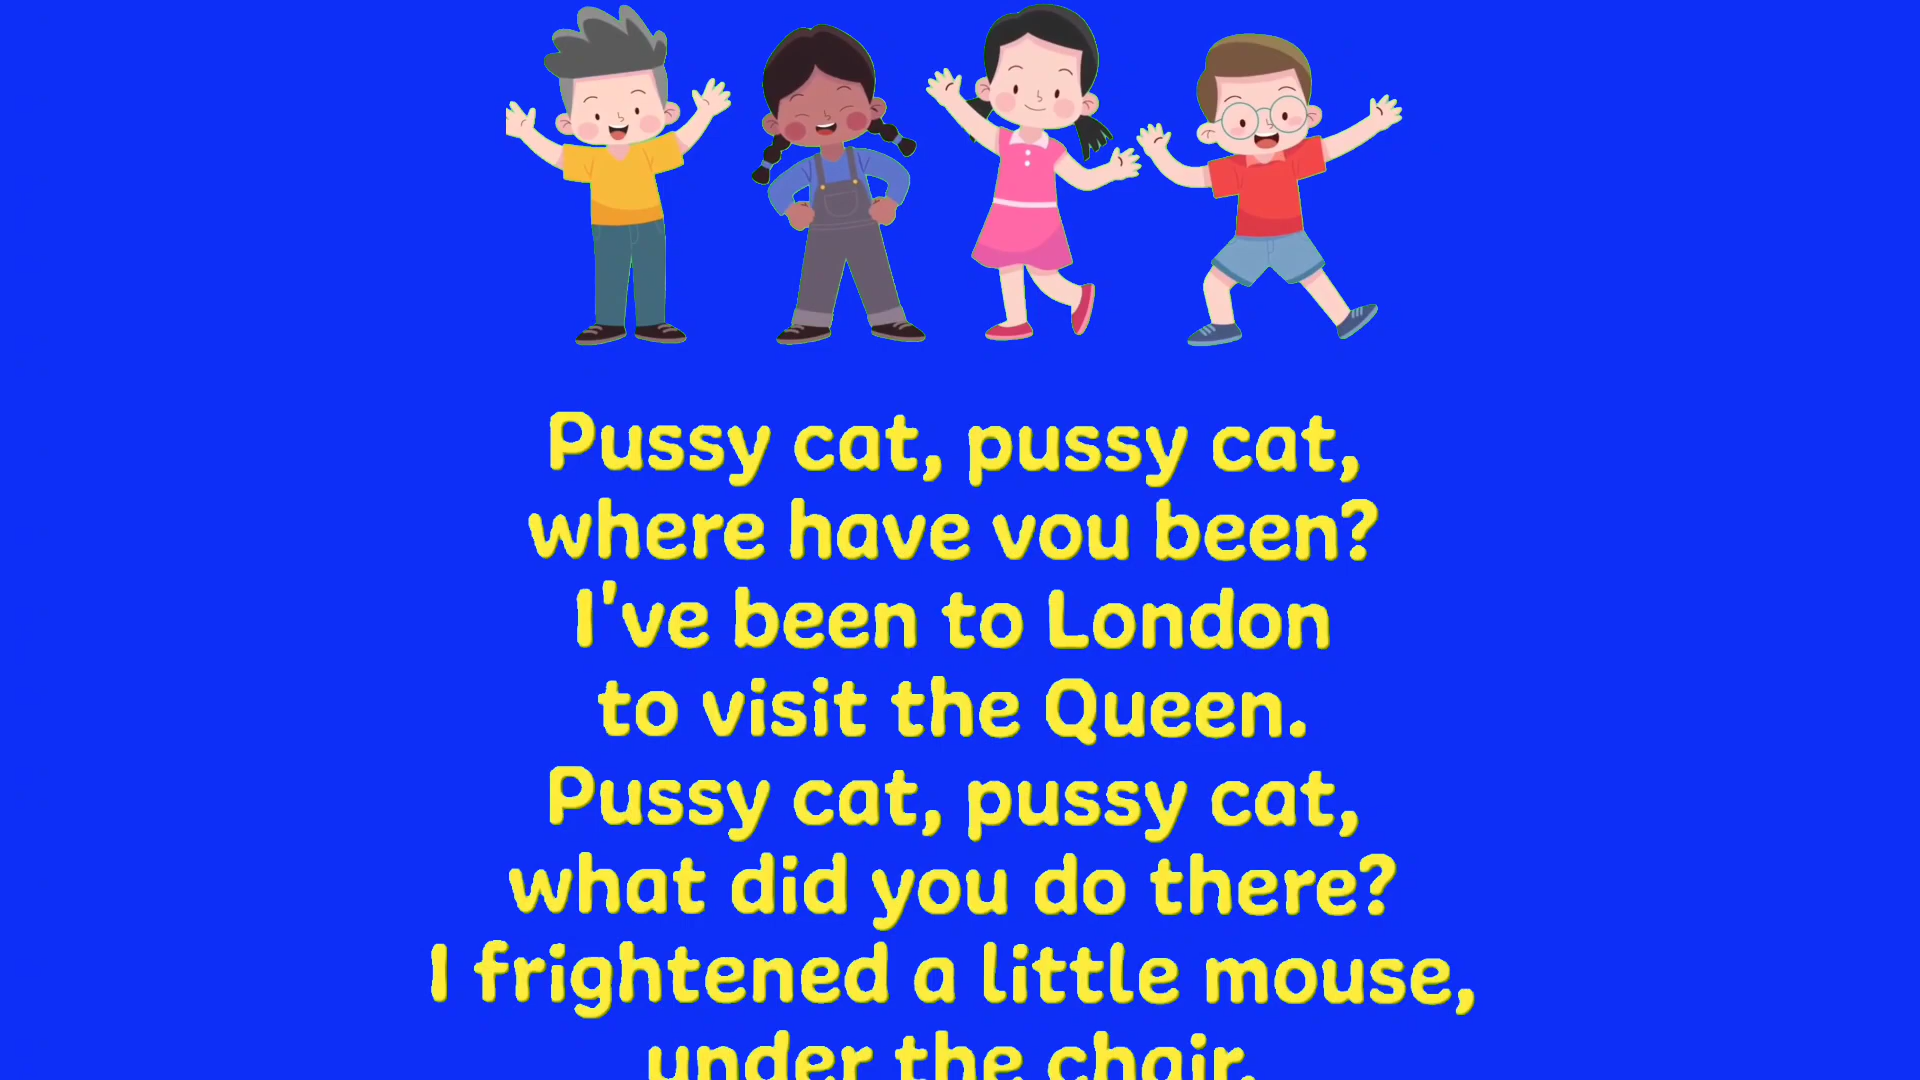 Pussy cat, pussy cat,
where have vou been?
I've been to London
to visit the Queen.
Pussy cat, pussy cat,
what did you do there?
I frightened a little mouse,
under the chair.